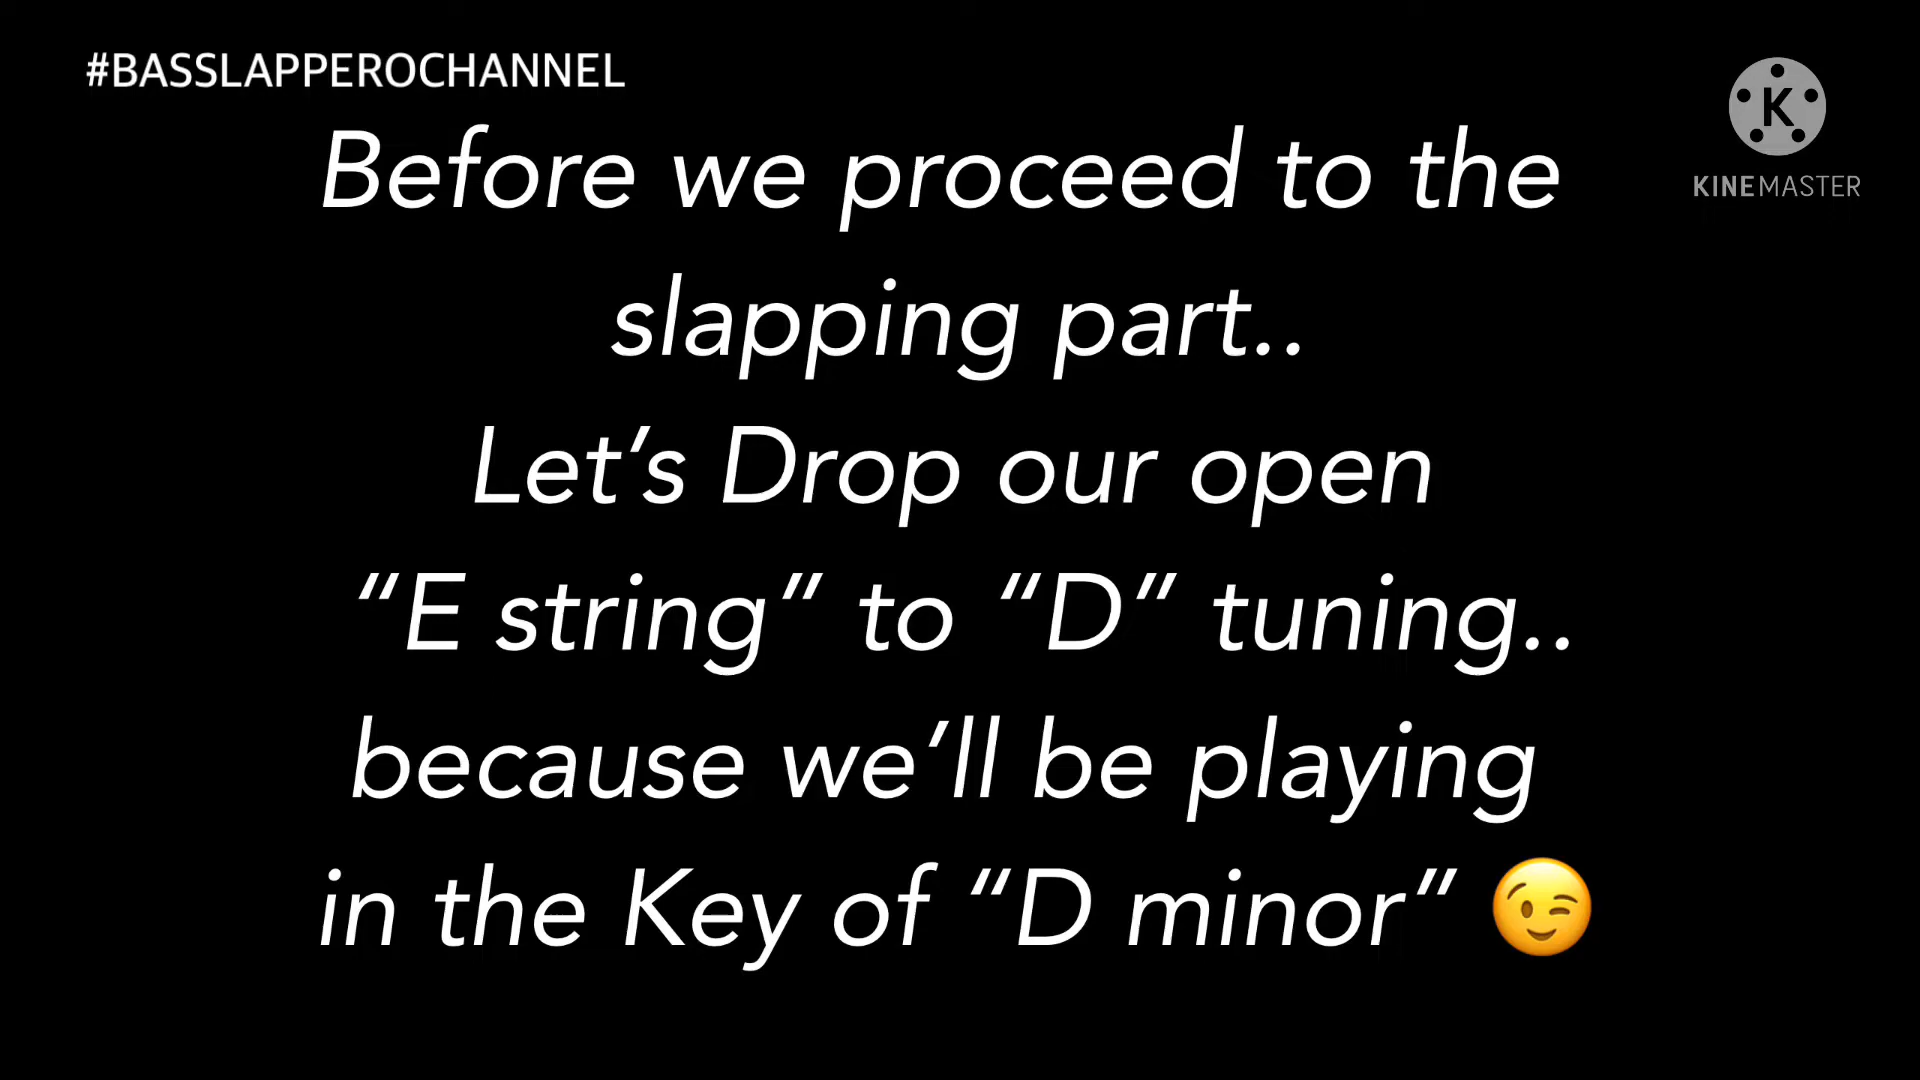 #BASSLAPPEROCHANNEL
K
KINEMASTER
Before we proceed to the
slapping part..
Let’s Drop our open
“E string” to “D” tuning..
because we’ll be playing
in the Key of “D minor” 😉